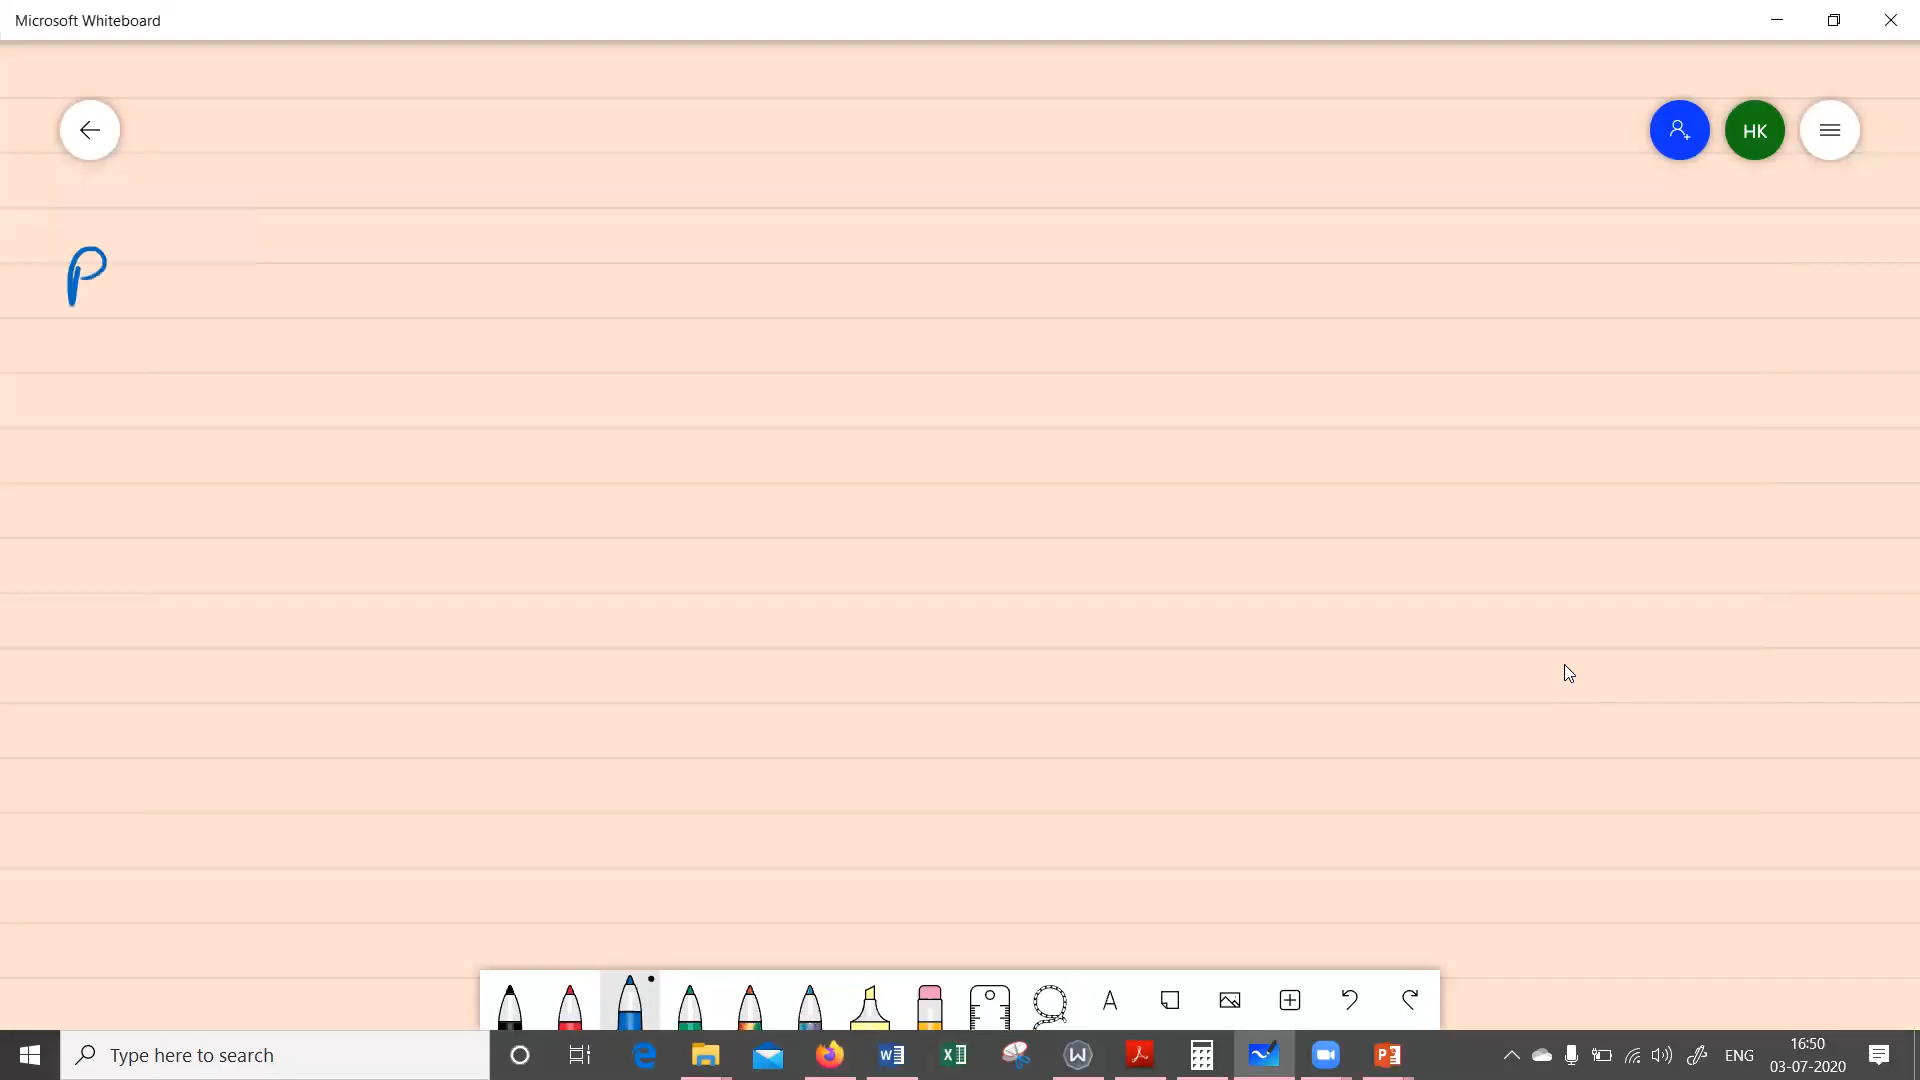 Microsoft Whiteboard
HK
P
A
Type here to search
ENG
16:50
03-07-2020